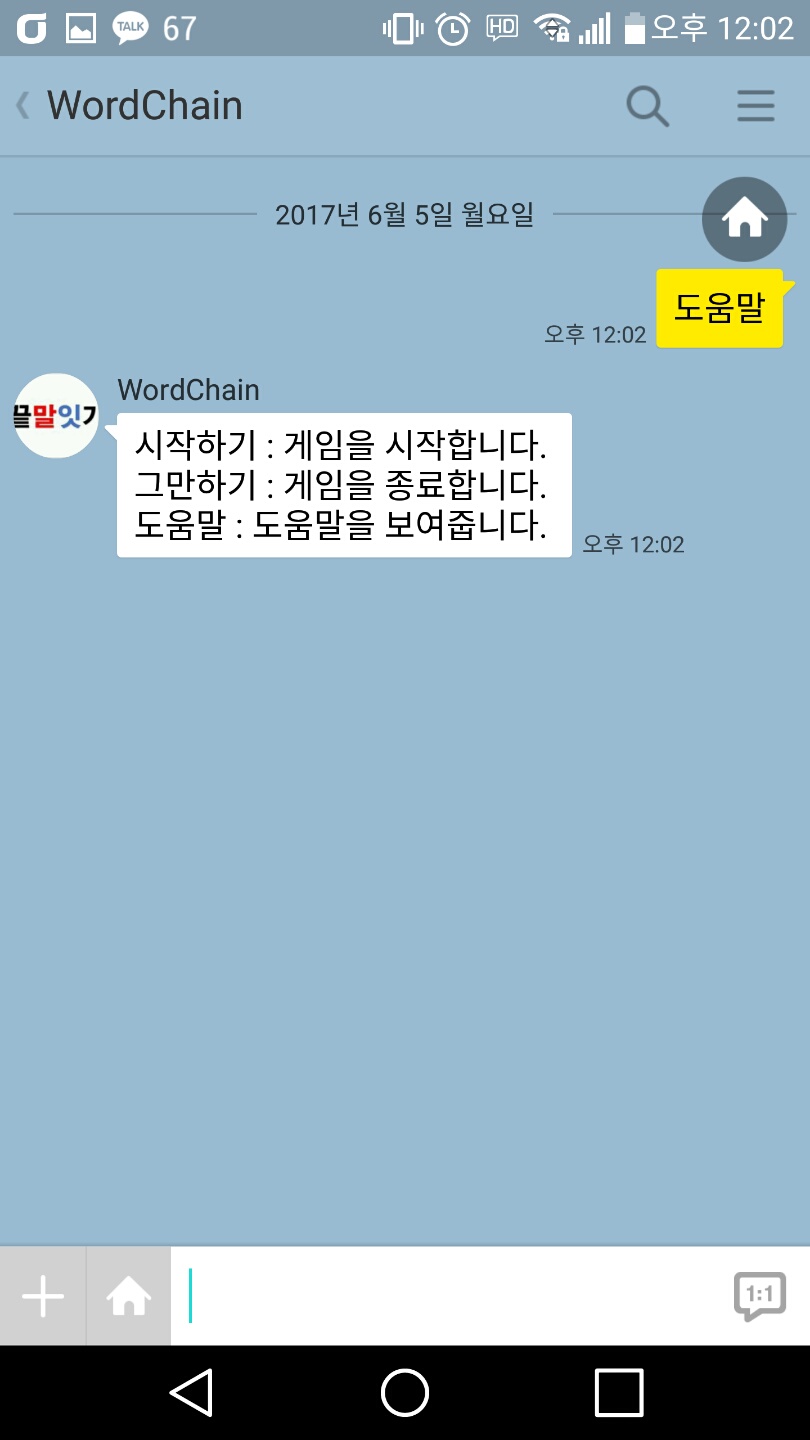 TALK 67 HD 오후 12:02
WordChain
2017년 6월 5일 월요일
도움말
오후 12:02
WordChain
끝말잇기
시작하기 : 게임을 시작합니다.
그만하기 : 게임을 종료합니다.
도움말 : 도움말을 보여줍니다.
오후 12:02
1:1